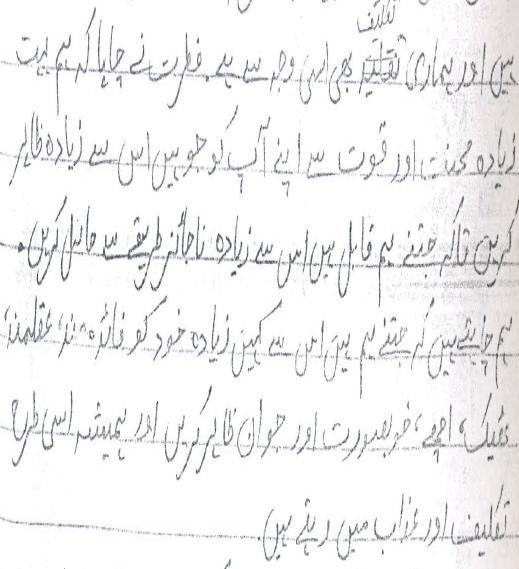 تکلیف
ہیں اور ہماری تکلیف بھی اسی وجہ سے ہے. فطرت نے چاہا کہ ہم بہت
زیادہ محنت اور قوت سے اپنے آپ کو جو ہیں اس سے زیادہ ظاہر
کریں تاکہ جتنے ہم قابل ہیں اس سے زیادہ ناجائز طریقے سے حاصل کریں.
ہم چاہتے ہیں کہ جتنے ہم ہیں اس سے کہیں زیادہ خود کو فائدہ مند، عقلمند،
ٹھیک، اچھے، خوبصورت اور جوان ظاہر کریں اور ہمیشہ اسی طرح
تکلیف اور عذاب میں رہتے ہیں.